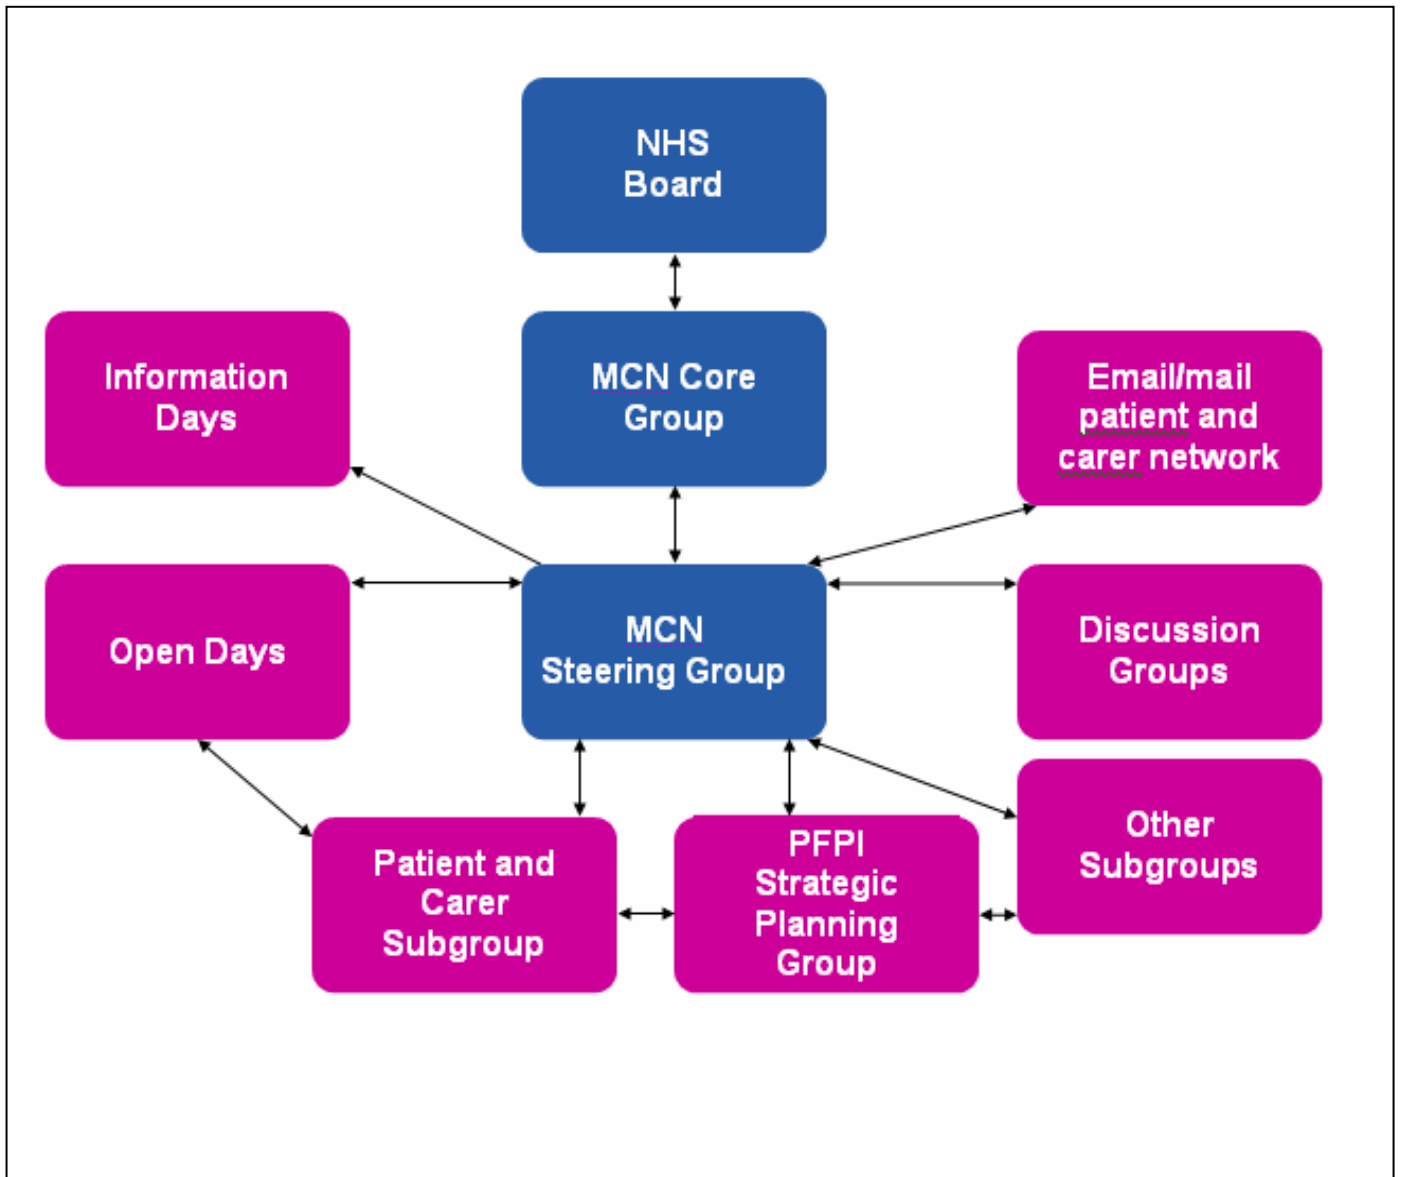 NHS
Board
Information
Days
MCN Core
Group
Email/mail
patient and
carer network
Open Days
MCN
Steering Group
Discussion
Groups
Patient and
Carer
Subgroup
PFPI
Strategic
Planning
Group
Other
Subgroups